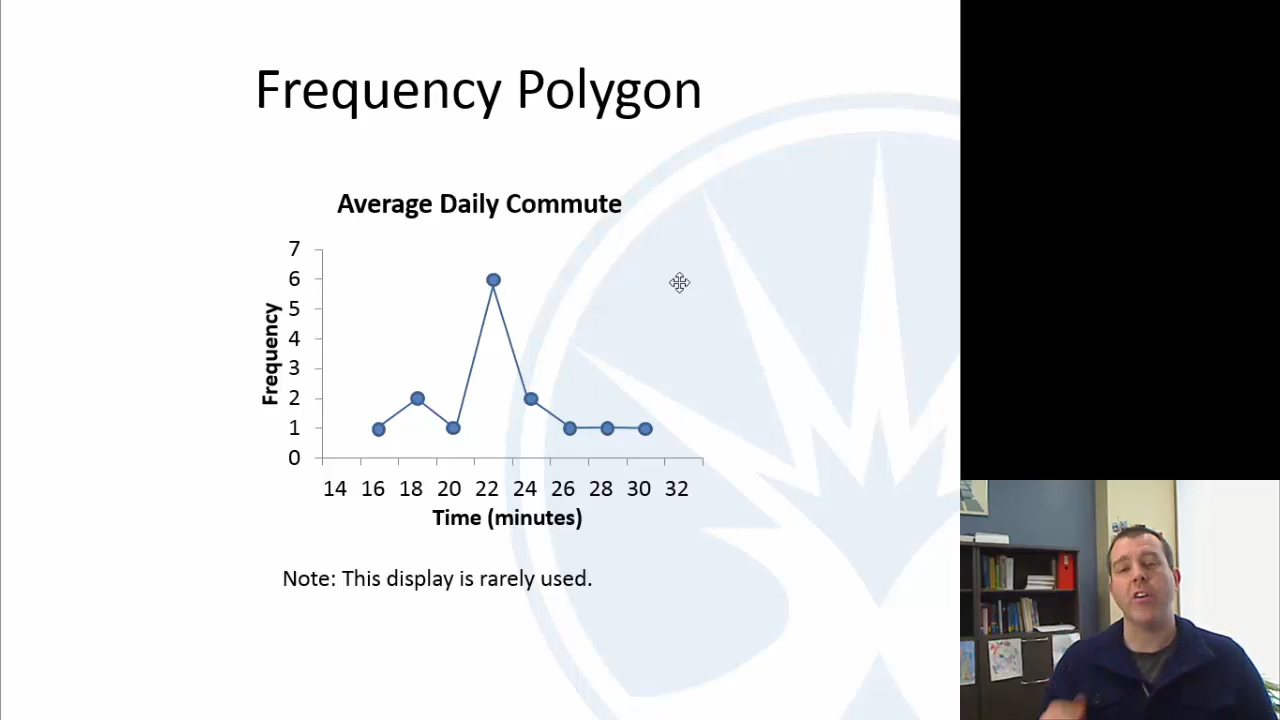 Frequency Polygon
Average Daily Commute
7
6
5
4
3
2
1
0
Frequency
14 16 18 20 22 24 26 28 30 32
Time (minutes)
Note: This display is rarely used.